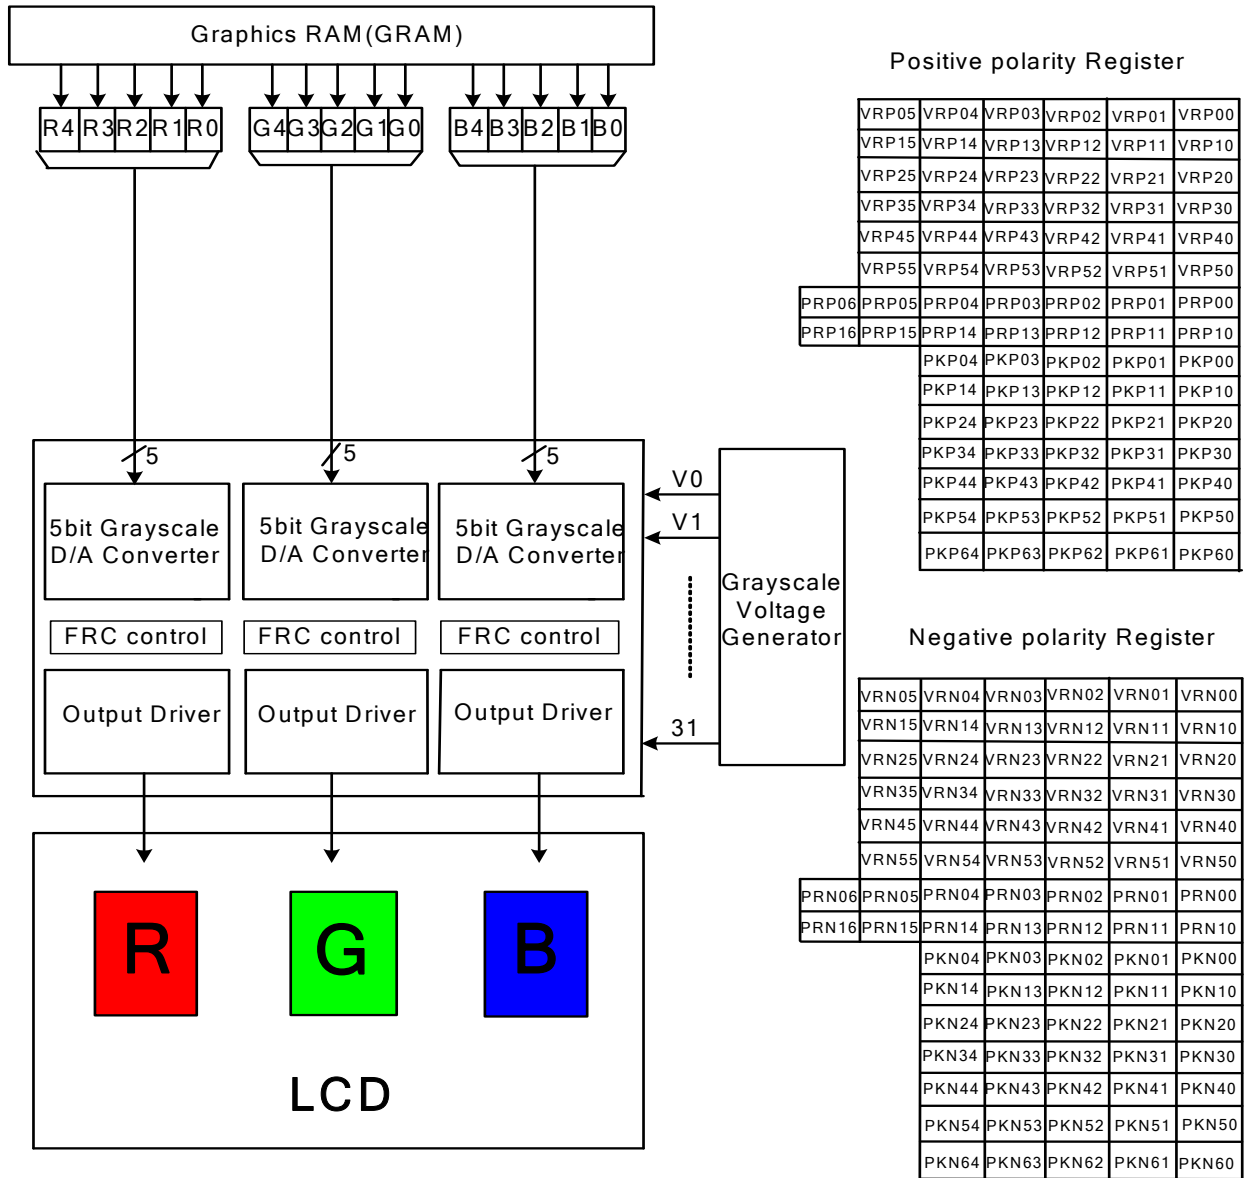 Graphics RAM(GRAM)
R4 R3 R2 R1 R0 G4 G3 G2 G1 G0 B4 B3 B2 B1 B0
5 5 5
5bit Grayscale
D/A Converter
5bit Grayscale
D/A Converter
5bit Grayscale
D/A Converter
FRC control FRC control FRC control
Output Driver Output Driver Output Driver
V0
V1
31
Grayscale
Voltage
Generator
R G B
LCD
Positive polarity Register
VRP05 VRP04 VRP03 VRP02 VRP01 VRP00
VRP15 VRP14 VRP13 VRP12 VRP11 VRP10
VRP25 VRP24 VRP23 VRP22 VRP21 VRP20
VRP35 VRP34 VRP33 VRP32 VRP31 VRP30
VRP45 VRP44 VRP43 VRP42 VRP41 VRP40
VRP55 VRP54 VRP53 VRP52 VRP51 VRP50
PRP06 PRP05 PRP04 PRP03 PRP02 PRP01 PRP00
PRP16 PRP15 PRP14 PRP13 PRP12 PRP11 PRP10
PKP04 PKP03 PKP02 PKP01 PKP00
PKP14 PKP13 PKP12 PKP11 PKP10
PKP24 PKP23 PKP22 PKP21 PKP20
PKP34 PKP33 PKP32 PKP31 PKP30
PKP44 PKP43 PKP42 PKP41 PKP40
PKP54 PKP53 PKP52 PKP51 PKP50
PKP64 PKP63 PKP62 PKP61 PKP60
Negative polarity Register
VRN05 VRN04 VRN03 VRN02 VRN01 VRN00
VRN15 VRN14 VRN13 VRN12 VRN11 VRN10
VRN25 VRN24 VRN23 VRN22 VRN21 VRN20
VRN35 VRN34 VRN33 VRN32 VRN31 VRN30
VRN45 VRN44 VRN43 VRN42 VRN41 VRN40
VRN55 VRN54 VRN53 VRN52 VRN51 VRN50
PRN06 PRN05 PRN04 PRN03 PRN02 PRN01 PRN00
PRN16 PRN15 PRN14 PRN13 PRN12 PRN11 PRN10
PKN04 PKN03 PKN02 PKN01 PKN00
PKN14 PKN13 PKN12 PKN11 PKN10
PKN24 PKN23 PKN22 PKN21 PKN20
PKN34 PKN33 PKN32 PKN31 PKN30
PKN44 PKN43 PKN42 PKN41 PKN40
PKN54 PKN53 PKN52 PKN51 PKN50
PKN64 PKN63 PKN62 PKN61 PKN60